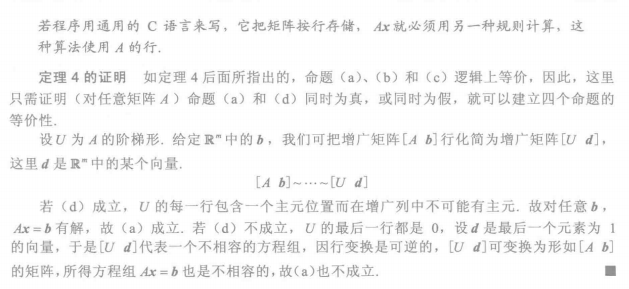 若程序用通用的 C 语言来写，它把矩阵按行存储，Ax 就必须用另一种规则计算，这
种算法使用 A 的行.
定理 4 的证明 如定理 4 后面所指出的，命题（a）、（b）和（c）逻辑上等价，因此，这里
只需证明（对任意矩阵 A ）命题（a）和（d）同时为真，或同时为假，就可以建立四个命题的
等价性.
设 U 为 A 的阶梯形. 给定 ℝᵐ 中的 b，我们可把增广矩阵[A b]行化简为增广矩阵[U d]，
这里 d 是 ℝᵐ 中的某个向量.
[A b]~···~[U d]
若（d）成立，U 的每一行包含一个主元位置而在增广列中不可能有主元. 故对任意 b，
Ax = b 有解，故（a）成立. 若（d）不成立，U 的最后一行都是 0，设 d 是最后一个元素为 1
的向量，于是[U d]代表一个不相容的方程组，因行变换是可逆的，[U d]可变换为形如[A b]
的矩阵，所得方程组 Ax = b 也是不相容的，故（a）也不成立. ■